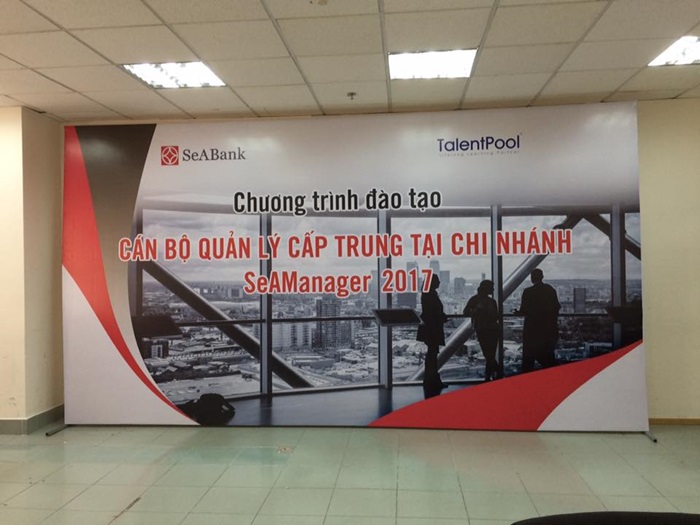 SeABank
TalentPool
Chương trình đào tạo
CÁN BỘ QUẢN LÝ CẤP TRUNG TẠI CHI NHÁNH
SeAManager 2017